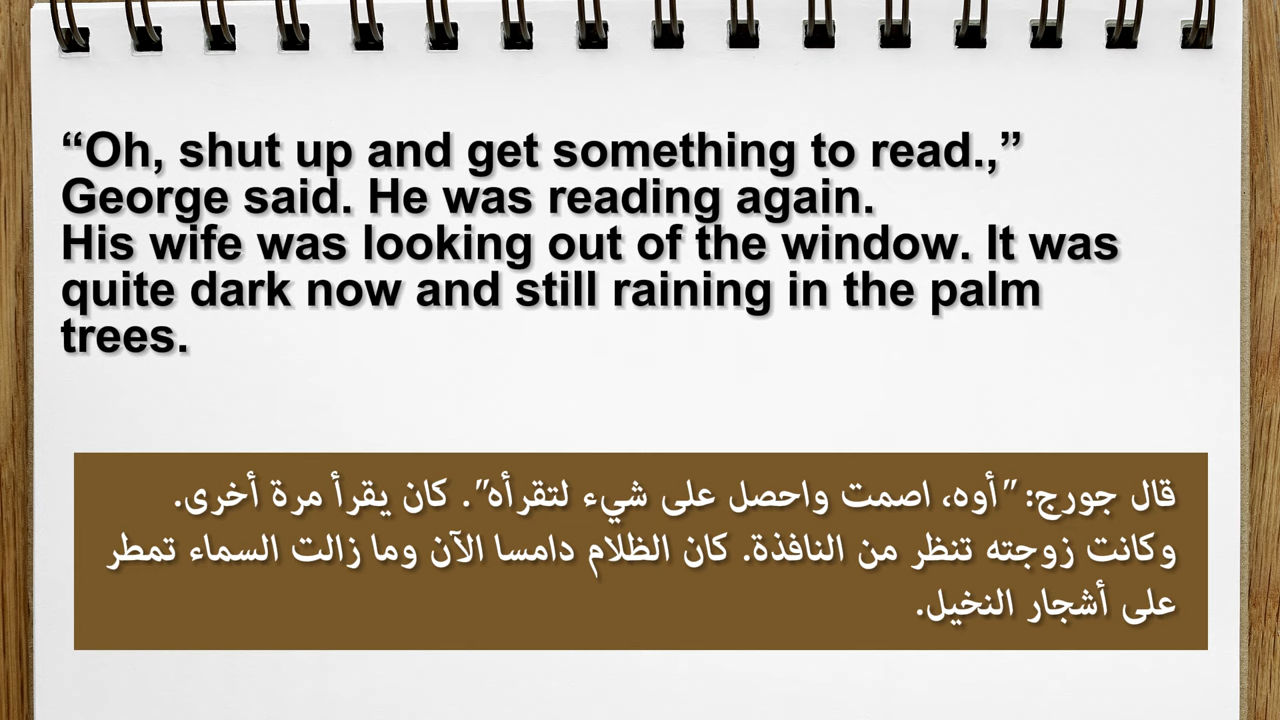 “Oh, shut up and get something to read.,”
George said. He was reading again.
His wife was looking out of the window. It was
quite dark now and still raining in the palm
trees.
قال جورج: "أوه، اصمت واحصل على شيء لتقرأه". كان يقرأ مرة أخرى.
وكانت زوجته تنظر من النافذة. كان الظلام دامسا الآن وما زالت السماء تمطر
على أشجار النخيل.